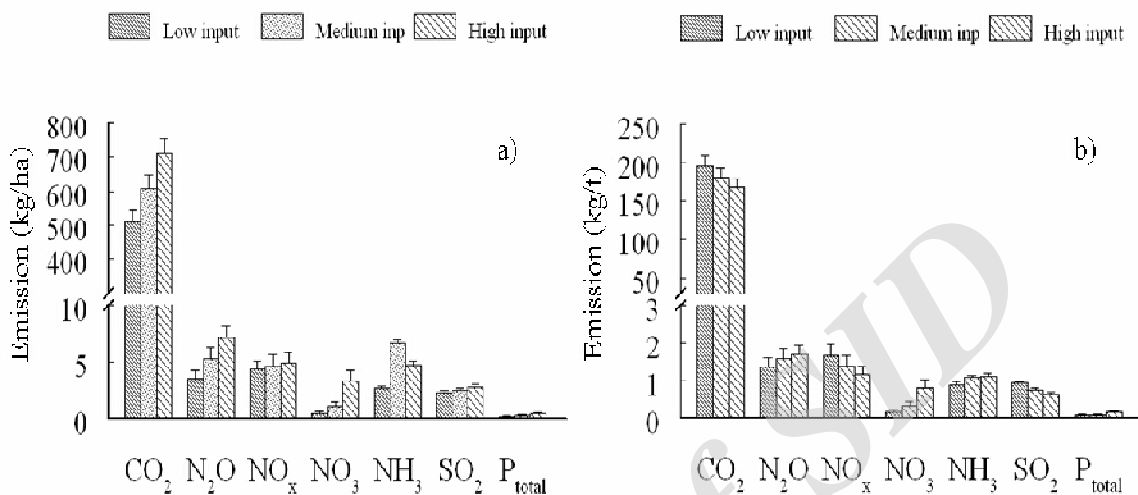 Low input Medium inp High input
Low input Medium inp High input
a)
Emission (kg/ha)
800
700
600
500
400
10
5
0
CO2 N2O NOx NO3 NH3 SO2 Ptotal
b)
Emission (kg/t)
250
200
150
100
50
3
2
1
0
CO2 N2O NOx NO3 NH3 SO2 Ptotal
of SID